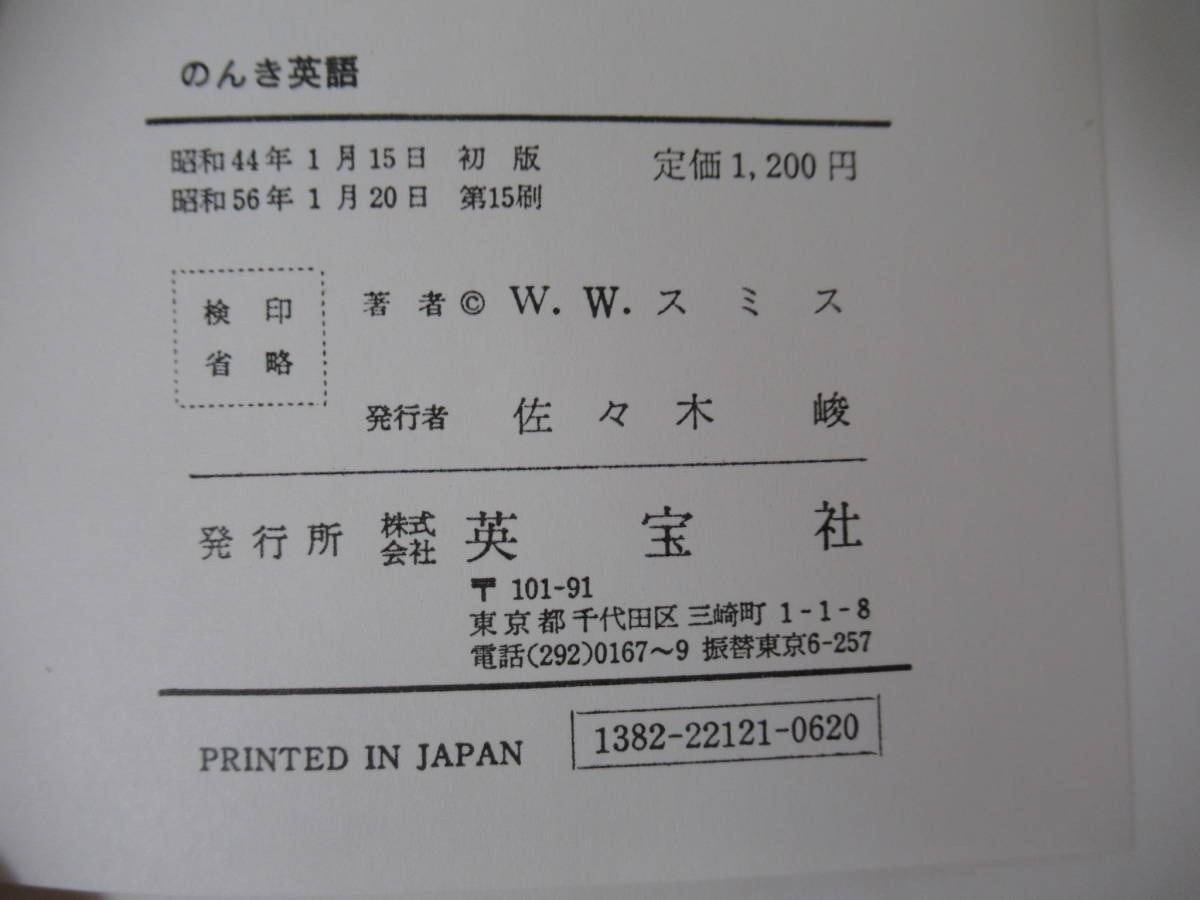 のんき英語
昭和44年1月15日 初版 定価1,200円
昭和56年1月20日 第15刷
検印
省略
著者 © W. W. スミス
発行者 佐々木 峻
発行所 株式会社 英宝社
〒 101-91
東京都千代田区三崎町 1-1-8
電話(292)0167〜9 振替東京6-257
PRINTED IN JAPAN 1382-22121-0620